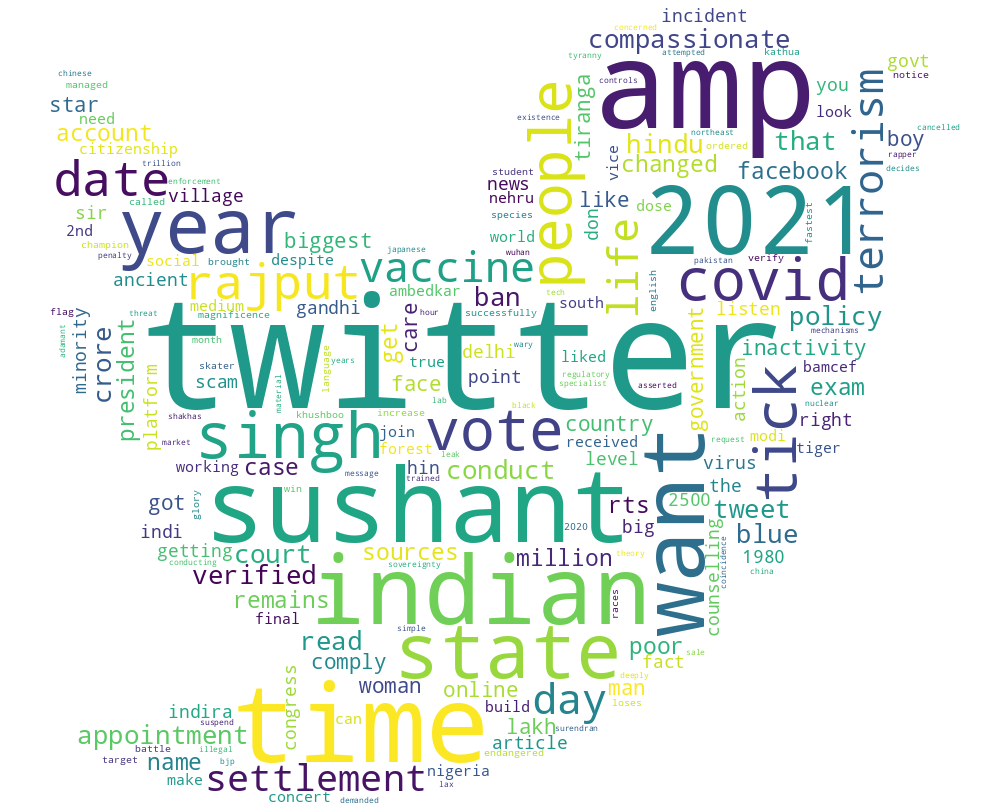 incident
compassionate
concerned
attempted
kathua
tyranny
amp
govt
notice
controls
chinese
managed
star
need
account
citizenship
trillion
date
enforcement
village
called
sir
2nd
champion
penalty
year
social
brought
despite
biggest
japanese
ancient
rajput
medium
magnificence
month
gandhi
vaccine
ambedkar
hour
successfully
ban
people
tiranga
existence
student
news
nehru
species
world
wuhan
tech
vice
northeast
ordered
hindu
changed
like
don
dose
life
you
look
that
facebook
terrorism
boy
rapper
decides
cancelled
2021
fastest
english
pakistan
verify
covid
south
policy
mechanisms
listen
government
inactivity
bamcef
action
nuclear
exam
right
flag
threat
adamant
minority
crore
president
platform
skater
scam
language
years
material
khushboo
true
get
care
face
increase
delhi
point
lab
wary
liked
regulatory
specialist
asserted
black
twitter
shakhas
market
singh
join
forest
vote
country
received
level
tick
request
modi
tiger
virus
the
working
case
message
trained
leak
hin
conduct
rts
big
2500
tweet
blue
1980
china
coincidence
counselling
want
got
glory
win
indi
sushant
2020
getting
conducting
court
sources
sovereignty
million
theory
verified
remains
final
indian
races
simple
read
comply
state
poor
sale
fact
deeply
man
loses
woman
online
build
day
surendran
lakh
article
endangered
congress
can
time
indira
suspend
appointment
battle
target
illegal
bjp
name
make
settlement
nigeria
lax
concert
demanded